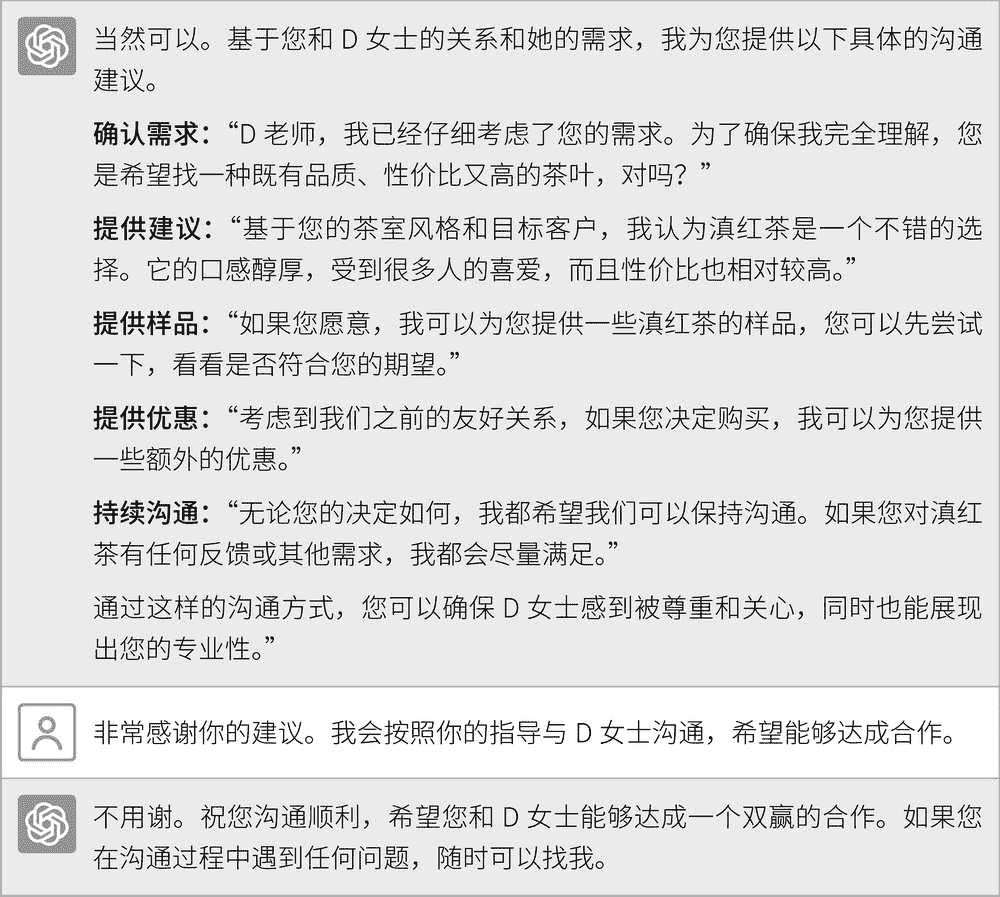 当然可以。基于您和 D 女士的关系和她的需求，我为您提供以下具体的沟通
建议。
确认需求：“D 老师，我已经仔细考虑了您的需求。为了确保我完全理解，您
是希望找一种既有品质、性价比又高的茶叶，对吗？”
提供建议：“基于您的茶室风格和目标客户，我认为滇红茶是一个不错的选
择。它的口感醇厚，受到很多人的喜爱，而且性价比也相对较高。”
提供样品：“如果您愿意，我可以为您提供一些滇红茶的样品，您可以先尝试
一下，看看是否符合您的期望。”
提供优惠：“考虑到我们之前的友好关系，如果您决定购买，我可以为您提供
一些额外的优惠。”
持续沟通：“无论您的决定如何，我都希望我们可以保持沟通。如果您对滇红
茶有任何反馈或其他需求，我都会尽量满足。”
通过这样的沟通方式，您可以确保 D 女士感到被尊重和关心，同时也能展现
出您的专业性。”
非常感谢你的建议。我会按照你的指导与 D 女士沟通，希望能够达成合作。
不用谢。祝您沟通顺利，希望您和 D 女士能够达成一个双赢的合作。如果您
在沟通过程中遇到任何问题，随时可以找我。